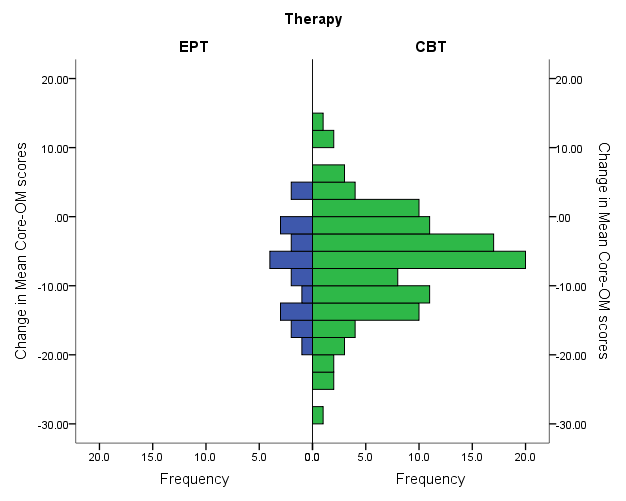 Therapy
EPT CBT
20.00 20.00
10.00 10.00
.00 .00
-10.00 -10.00
-20.00 -20.00
-30.00 -30.00
Change in Mean Core-OM scores
Change in Mean Core-OM scores
20.0 15.0 10.0 5.0 0.0 0.0 5.0 10.0 15.0 20.0
Frequency Frequency